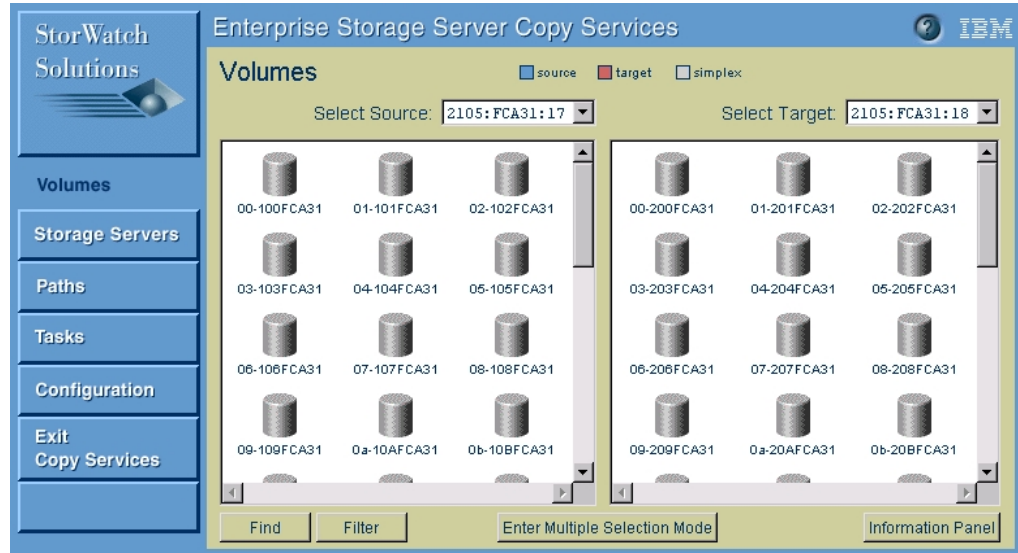 StorWatch
Solutions
Enterprise Storage Server Copy Services
? IBM
Volumes
source target simplex
Select Source: 2105:FCA31:17
Select Target: 2105:FCA31:18
Volumes
Storage Servers
Paths
Tasks
Configuration
Exit
Copy Services
00-100FCA31 01-101FCA31 02-102FCA31
03-103FCA31 04-104FCA31 05-105FCA31
06-106FCA31 07-107FCA31 08-108FCA31
09-109FCA31 0a-10AFCA31 0b-10BFCA31
00-200FCA31 01-201FCA31 02-202FCA31
03-203FCA31 04-204FCA31 05-205FCA31
06-206FCA31 07-207FCA31 08-208FCA31
09-209FCA31 0a-20AFCA31 0b-20BFCA31
Find Filter Enter Multiple Selection Mode Information Panel